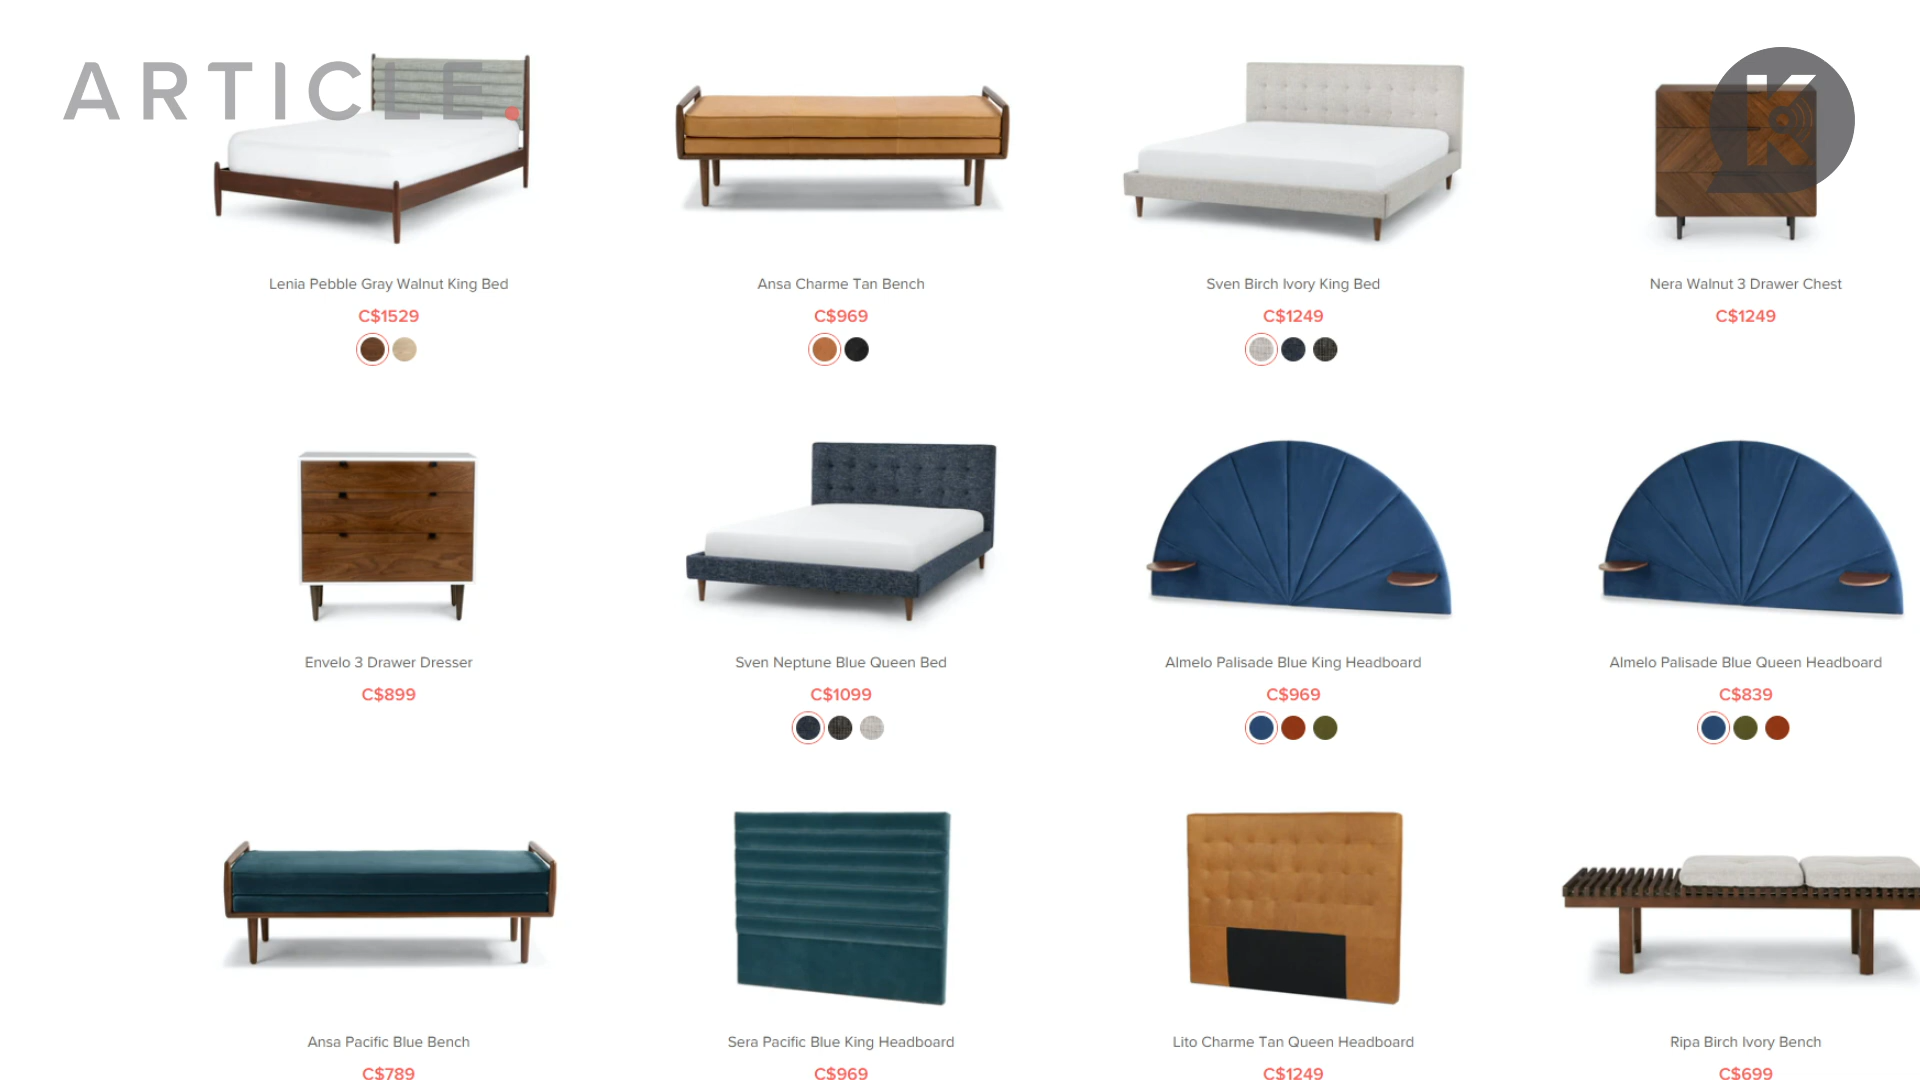 ARTICLE.
K
Lenia Pebble Gray Walnut King Bed
C$1529
Ansa Charme Tan Bench
C$969
Sven Birch Ivory King Bed
C$1249
Nera Walnut 3 Drawer Chest
C$1249
Envelo 3 Drawer Dresser
C$899
Sven Neptune Blue Queen Bed
C$1099
Almelo Palisade Blue King Headboard
C$969
Almelo Palisade Blue Queen Headboard
C$839
Ansa Pacific Blue Bench
C$789
Sera Pacific Blue King Headboard
C$969
Lito Charme Tan Queen Headboard
C$1249
Ripa Birch Ivory Bench
C$699